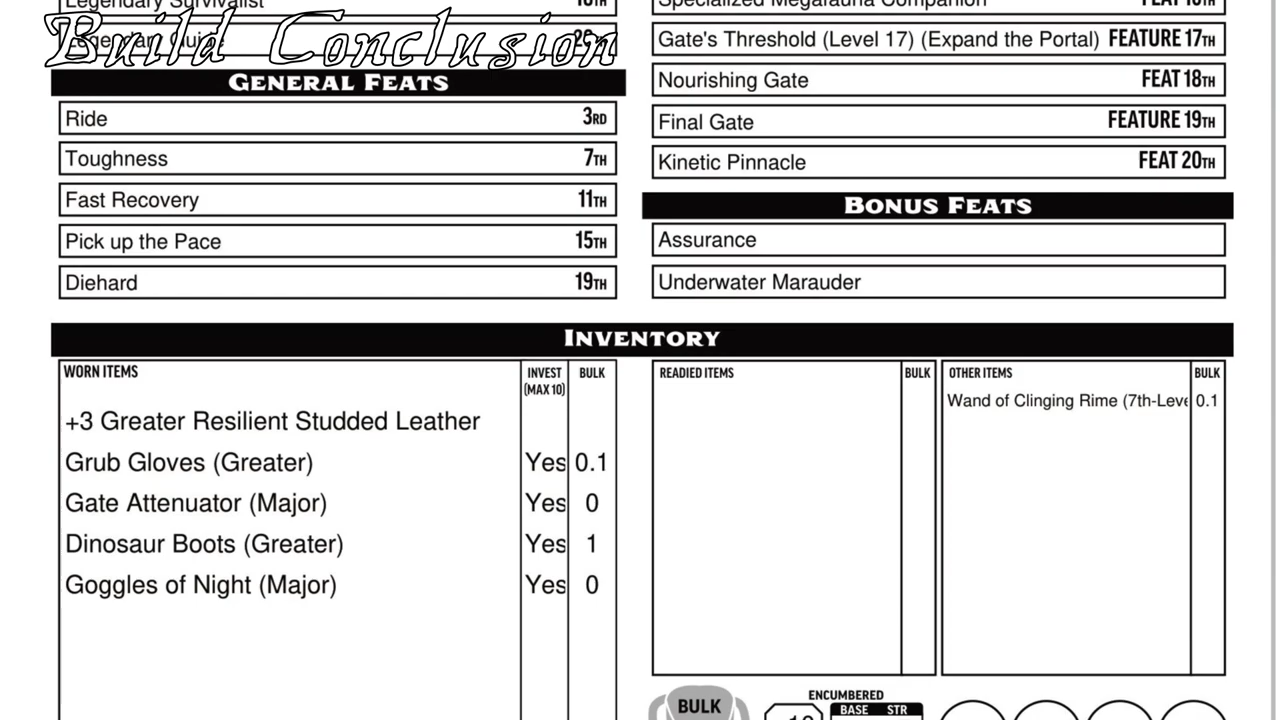 Legendary Survivalist
Build Conclusion
GENERAL FEATS
Ride 3RD
Toughness 7TH
Fast Recovery 11TH
Pick up the Pace 15TH
Diehard 19TH
Specialized Megafauna Companion
Gate's Threshold (Level 17) (Expand the Portal) FEATURE 17TH
Nourishing Gate FEAT 18TH
Final Gate FEATURE 19TH
Kinetic Pinnacle FEAT 20TH
BONUS FEATS
Assurance
Underwater Marauder
INVENTORY
WORN ITEMS INVEST (MAX 10) BULK
+3 Greater Resilient Studded Leather
Grub Gloves (Greater) Yes 0.1
Gate Attenuator (Major) Yes 0
Dinosaur Boots (Greater) Yes 1
Goggles of Night (Major) Yes 0
READIED ITEMS BULK
OTHER ITEMS BULK
Wand of Clinging Rime (7th-Leve 0.1
BULK
ENCUMBERED
BASE STR